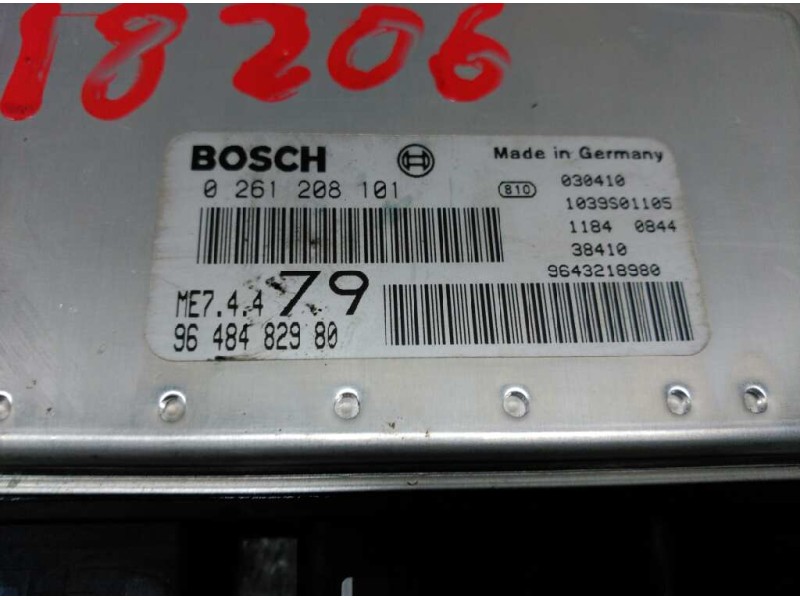 18206
BOSCH
Made in Germany
0 261 208 101
810
030410
1039S01105
1184 0844
38410
9643218980
ME7.4.4
79
96 484 829 80